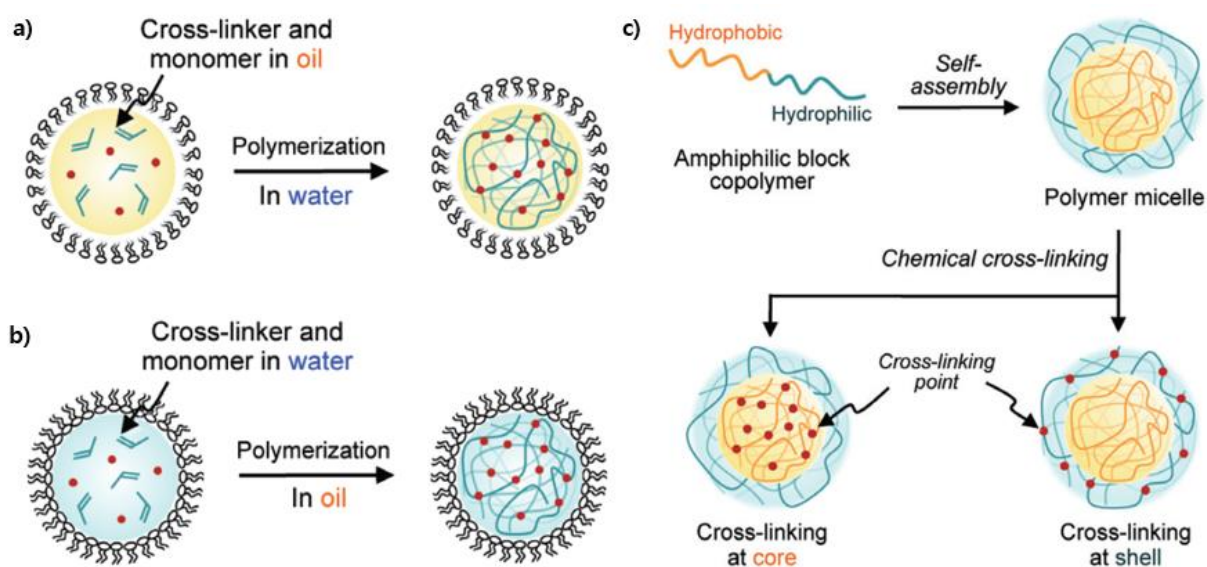 a)
Cross-linker and
monomer in oil
Polymerization
In water
b)
Cross-linker and
monomer in water
Polymerization
In oil
c)
Hydrophobic
Hydrophilic
Amphiphilic block
copolymer
Self-
assembly
Polymer micelle
Chemical cross-linking
Cross-linking
point
Cross-linking
at core
Cross-linking
at shell